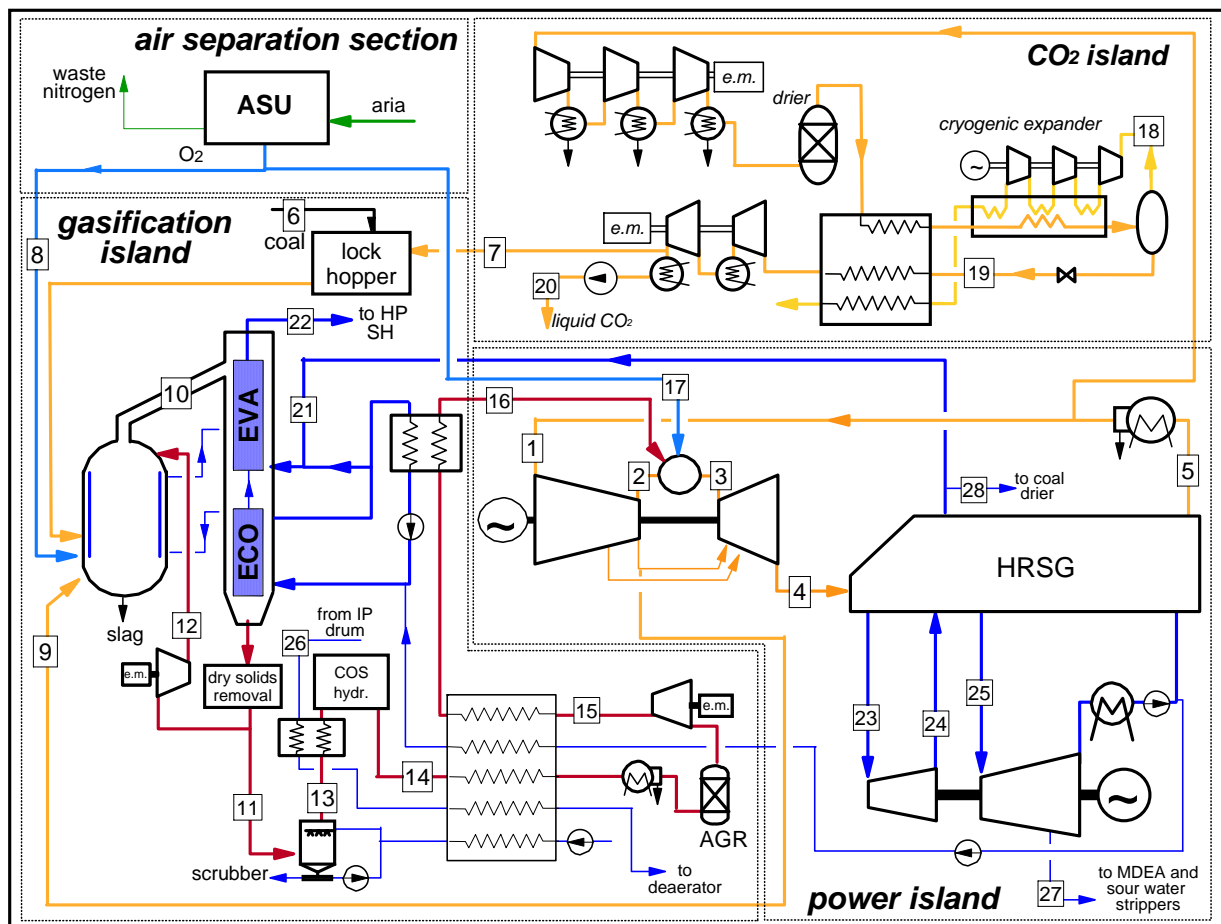 air separation section
waste
nitrogen
ASU
aria
O2
CO2 island
e.m.
drier
cryogenic expander
18
e.m.
7
19
20
liquid CO2
gasification
island
6
coal
lock
hopper
8
22
to HP
SH
10
EVA
21
ECO
16
17
1
2
3
5
28
to coal
drier
~
HRSG
4
slag
12
9
e.m.
dry solids
removal
from IP
drum
26
COS
hydr.
15
e.m.
14
13
11
AGR
scrubber
to
deaerator
23
24
25
~
27
to MDEA and
sour water
strippers
power island
~